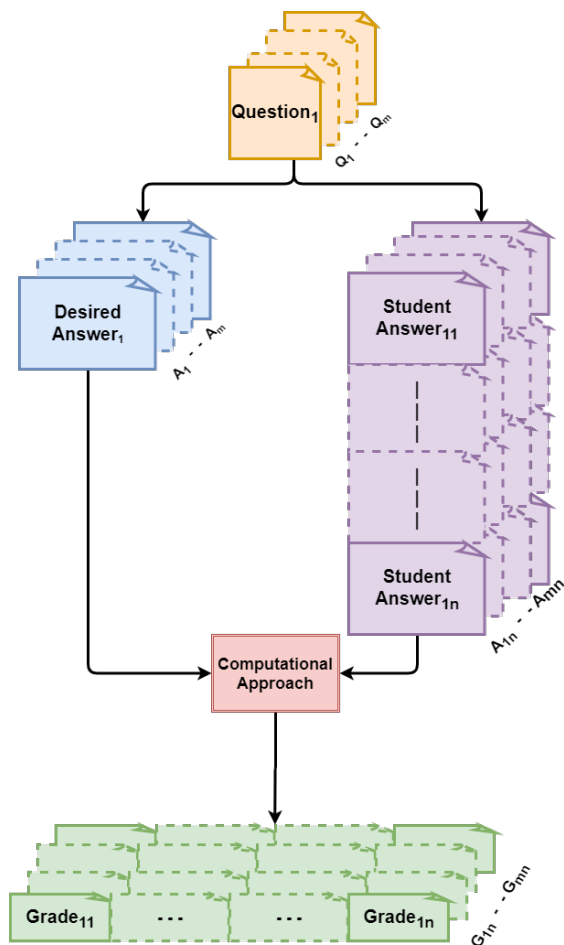 Question₁
Q₁ - - Qₘ
Desired
Answer₁
A₁ - - Aₘ
Student
Answer₁₁
Student
Answer₁ₙ
A₁ₙ - - Amn
Computational
Approach
Grade₁₁
- - -
- - -
Grade₁ₙ
G₁ₙ - - Gₘₙ